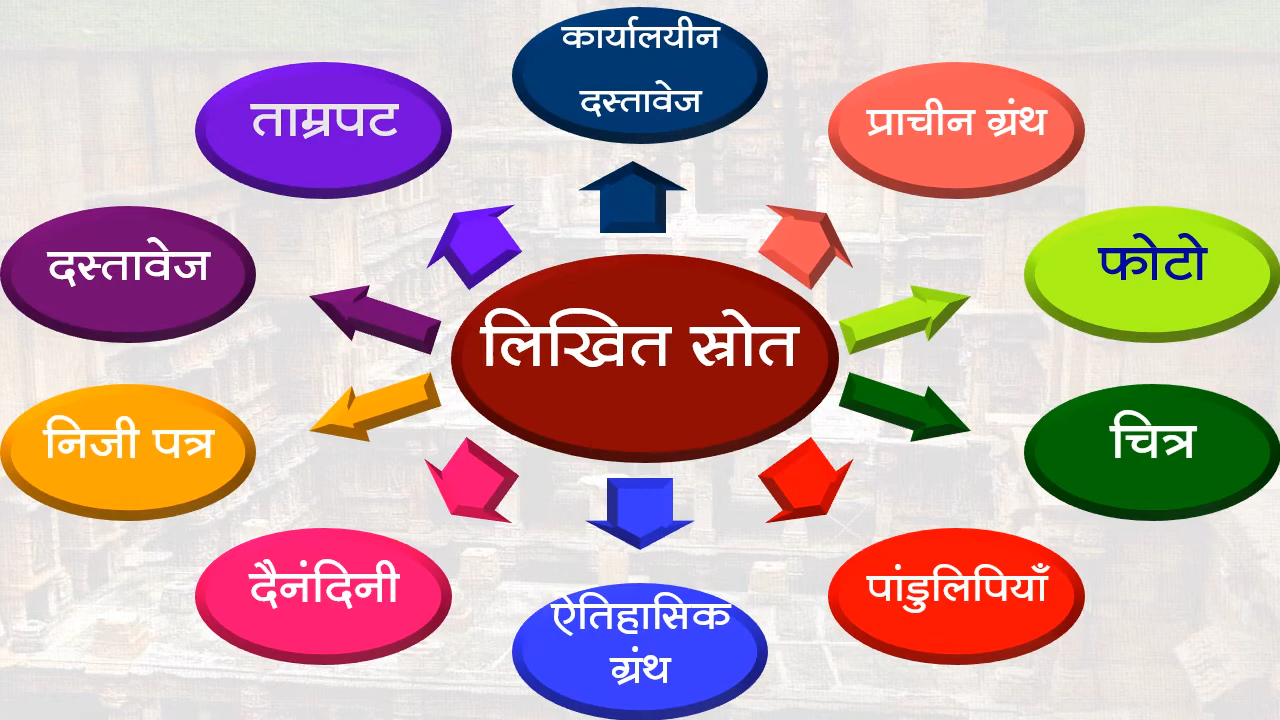 कार्यालयीन
दस्तावेज
ताम्रपट
प्राचीन ग्रंथ
दस्तावेज
फोटो
लिखित स्रोत
निजी पत्र
चित्र
दैनंदिनी
पांडुलिपियाँ
ऐतिहासिक
ग्रंथ